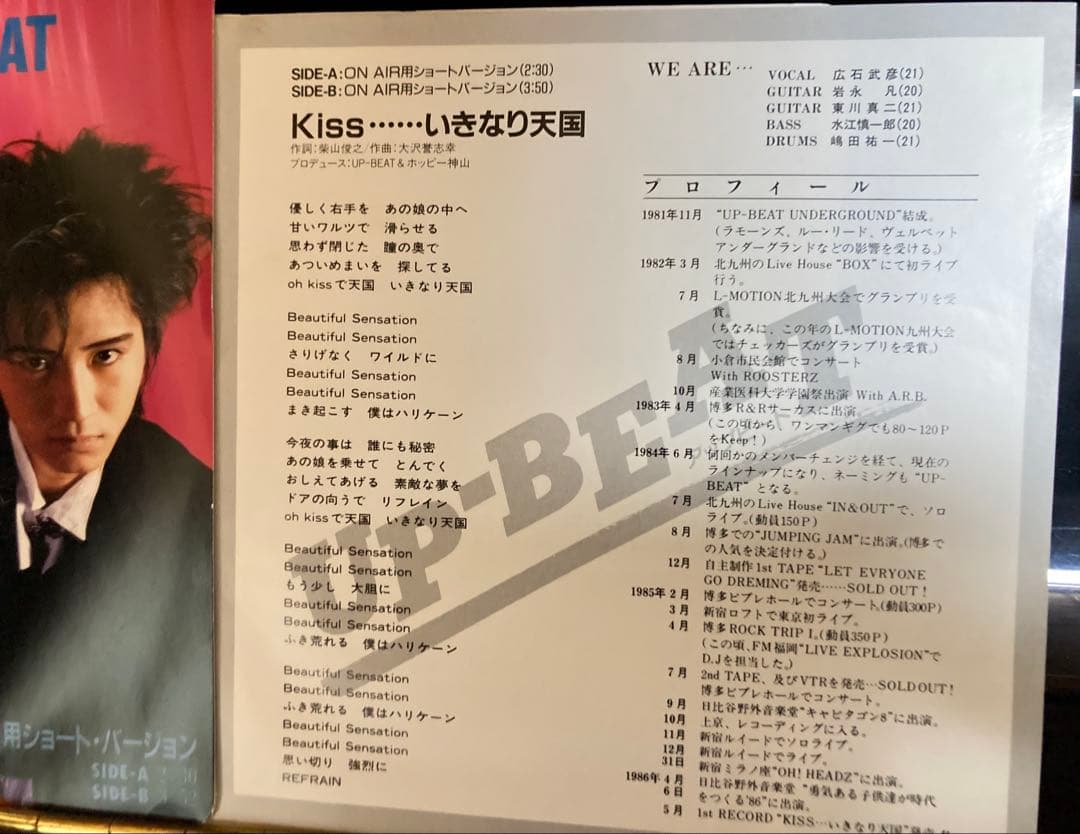 AT
用ショート・バージョン
SIDE-A
SIDE-B
SIDE-A:ON AIR用ショートバージョン(2:30)
SIDE-B:ON AIR用ショートバージョン(3:50)
Kiss……いきなり天国
作詞:柴山俊之/作曲:大沢誉志幸
プロデュース:UP-BEAT&ホッピー神山
優しく右手を あの娘の中へ
甘いワルツで 滑らせる
思わず閉じた 瞳の奥で
あついめまいを 探してる
oh kissで天国 いきなり天国
Beautiful Sensation
Beautiful Sensation
さりげなく ワイルドに
Beautiful Sensation
Beautiful Sensation
まき起こす 僕はハリケーン
今夜の事は 誰にも秘密
あの娘を乗せて とんでく
おしえてあげる 素敵な夢を
ドアの向うで リフレイン
oh kissで天国 いきなり天国
Beautiful Sensation
Beautiful Sensation
もう少し 大胆に
Beautiful Sensation
Beautiful Sensation
ふき荒れる 僕はハリケーン
Beautiful Sensation
Beautiful Sensation
ふき荒れる 僕はハリケーン
Beautiful Sensation
Beautiful Sensation
思い切り 強烈に
REFRAIN
UP-BEAT
WE ARE…
VOCAL 広石武彦(21)
GUITAR 岩永 凡(20)
GUITAR 東川真二(21)
BASS 水江慎一郎(20)
DRUMS 嶋田祐一(21)
プロフィール
1981年11月 “UP-BEAT UNDERGROUND”結成。
(ラモーンズ、ルー・リード、ヴェルベット
アンダーグランドなどの影響を受ける。)
1982年3月 北九州のLive House “BOX”にて初ライブ
行う。
7月 L-MOTION北九州大会でグランプリを受
賞。
(ちなみに、この年のL-MOTION九州大会
ではチェッカーズがグランプリを受賞。)
8月 小倉市民会館でコンサート
With ROOSTERZ
10月 産業医科大学学園祭出演 With A.R.B.
1983年4月 博多R&Rサーカスに出演。
(この頃から、ワンマンギグでも80~120P
をKeep!)
1984年6月 何回かのメンバーチェンジを経て、現在の
ラインナップになり、ネーミングも“UP-
BEAT”となる。
7月 北九州のLive House “IN&OUT”で、ソロ
ライブ。(動員150P)
8月 博多での“JUMPING JAM”に出演。(博多で
の人気を決定付ける。)
12月 自主制作1st TAPE “LET EVRYONE
GO DREMING”発売……SOLD OUT!
1985年2月 博多ビブレホールでコンサート。(動員300P)
3月 新宿ロフトで東京初ライブ。
4月 博多ROCK TRIP I。(動員350P)
(この頃、FM福岡“LIVE EXPLOSION”で
D.Jを担当した。)
7月 2nd TAPE、及びVTRを発売…SOLD OUT!
博多ビブレホールでコンサート。
9月 日比谷野外音楽堂“キャピタゴン8”に出演。
10月 上京、レコーディングに入る。
11月 新宿ルイードでソロライブ。
12月 新宿ルイードでライブ。
31日 新宿ミラノ座“OH! HEADZ”に出演。
1986年4月 日比谷野外音楽堂 “勇気ある子供達が時代
6日 をつくる'86”に出演。
5月 1st RECORD “KISS…いきなり天国”